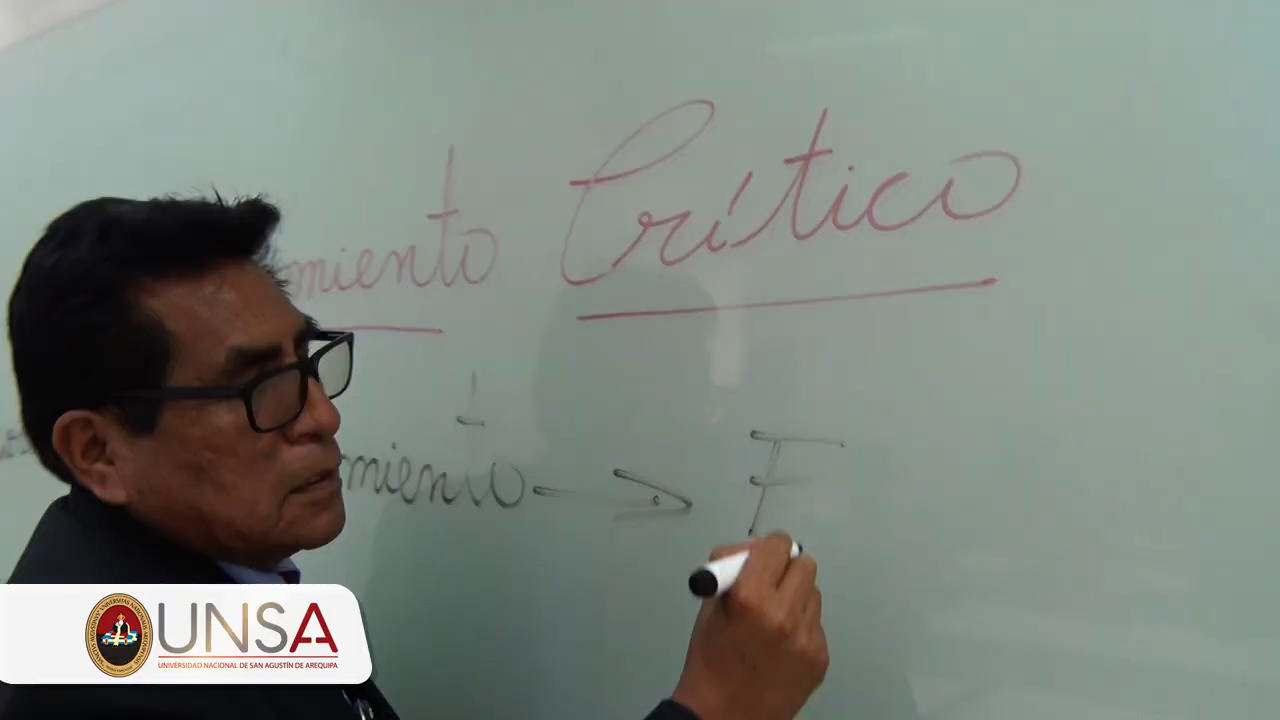 miento Crítico
miento -> F
UNSA
UNIVERSIDAD NACIONAL DE SAN AGUSTÍN DE AREQUIPA